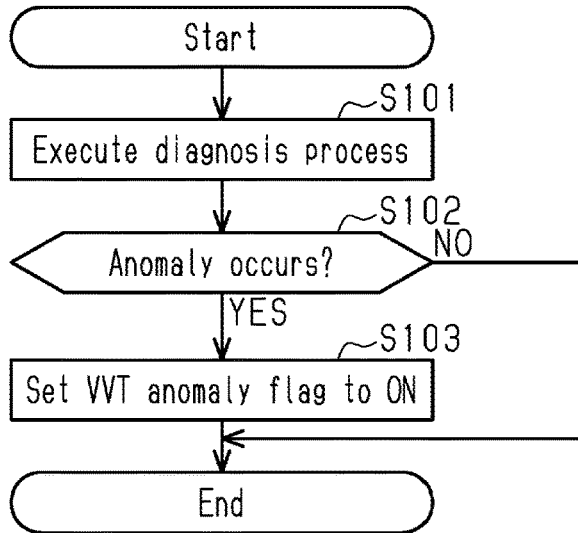 Start
S101
Execute diagnosis process
S102
Anomaly occurs?
NO
YES
S103
Set VVT anomaly flag to ON
End